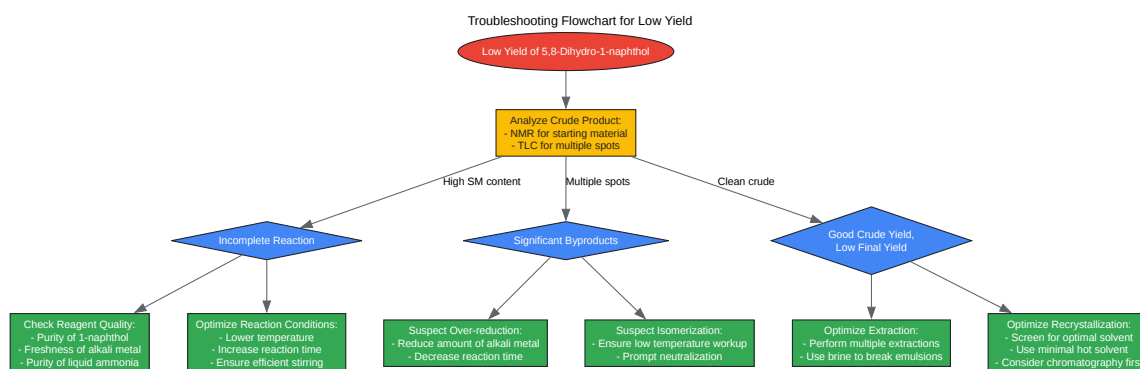 Troubleshooting Flowchart for Low Yield
Low Yield of 5,8-Dihydro-1-naphthol
Analyze Crude Product:
- NMR for starting material
- TLC for multiple spots
High SM content
Multiple spots
Clean crude
Incomplete Reaction
Significant Byproducts
Good Crude Yield,
Low Final Yield
Check Reagent Quality:
- Purity of 1-naphthol
- Freshness of alkali metal
- Purity of liquid ammonia
Optimize Reaction Conditions:
- Lower temperature
- Increase reaction time
- Ensure efficient stirring
Suspect Over-reduction:
- Reduce amount of alkali metal
- Decrease reaction time
Suspect Isomerization:
- Ensure low temperature workup
- Prompt neutralization
Optimize Extraction:
- Perform multiple extractions
- Use brine to break emulsions
Optimize Recrystallization:
- Screen for optimal solvent
- Use minimal hot solvent
- Consider chromatography first